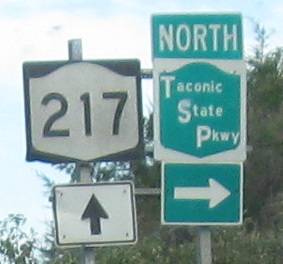 217
NORTH
Taconic
State
Pkwy